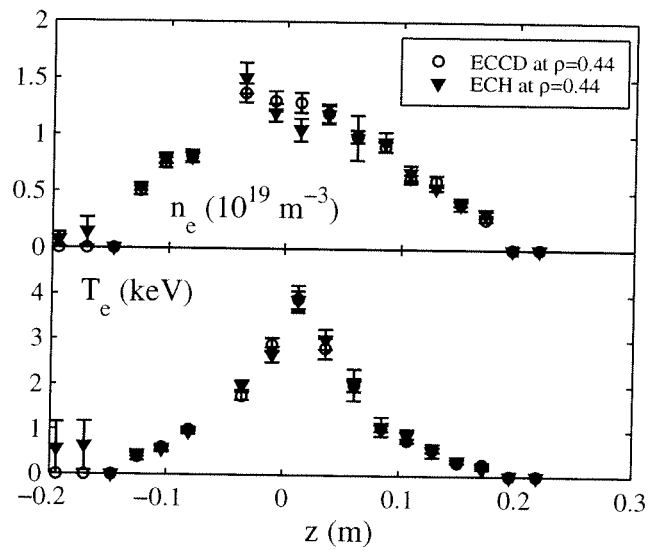 2
1.5
1
0.5
0
ECCD at ρ=0.44
ECH at ρ=0.44
n_e (10^19 m^-3)
T_e (keV)
4
3
2
1
0
−0.2 −0.1 0 0.1 0.2 0.3
z (m)